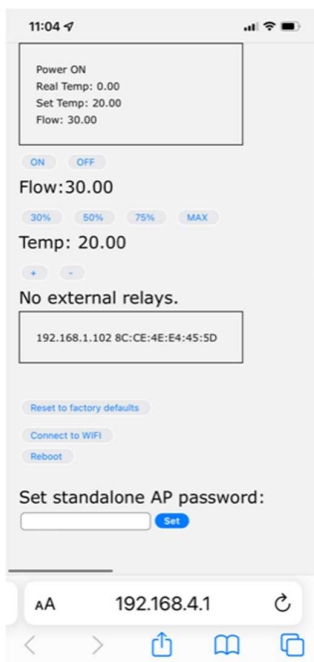 11:04
Power ON
Real Temp: 0.00
Set Temp: 20.00
Flow: 30.00
ON OFF
Flow:30.00
30% 50% 75% MAX
Temp: 20.00
+ -
No external relays.
192.168.1.102 8C:CE:4E:E4:45:5D
Reset to factory defaults
Connect to WIFI
Reboot
Set standalone AP password:
Set
AA 192.168.4.1